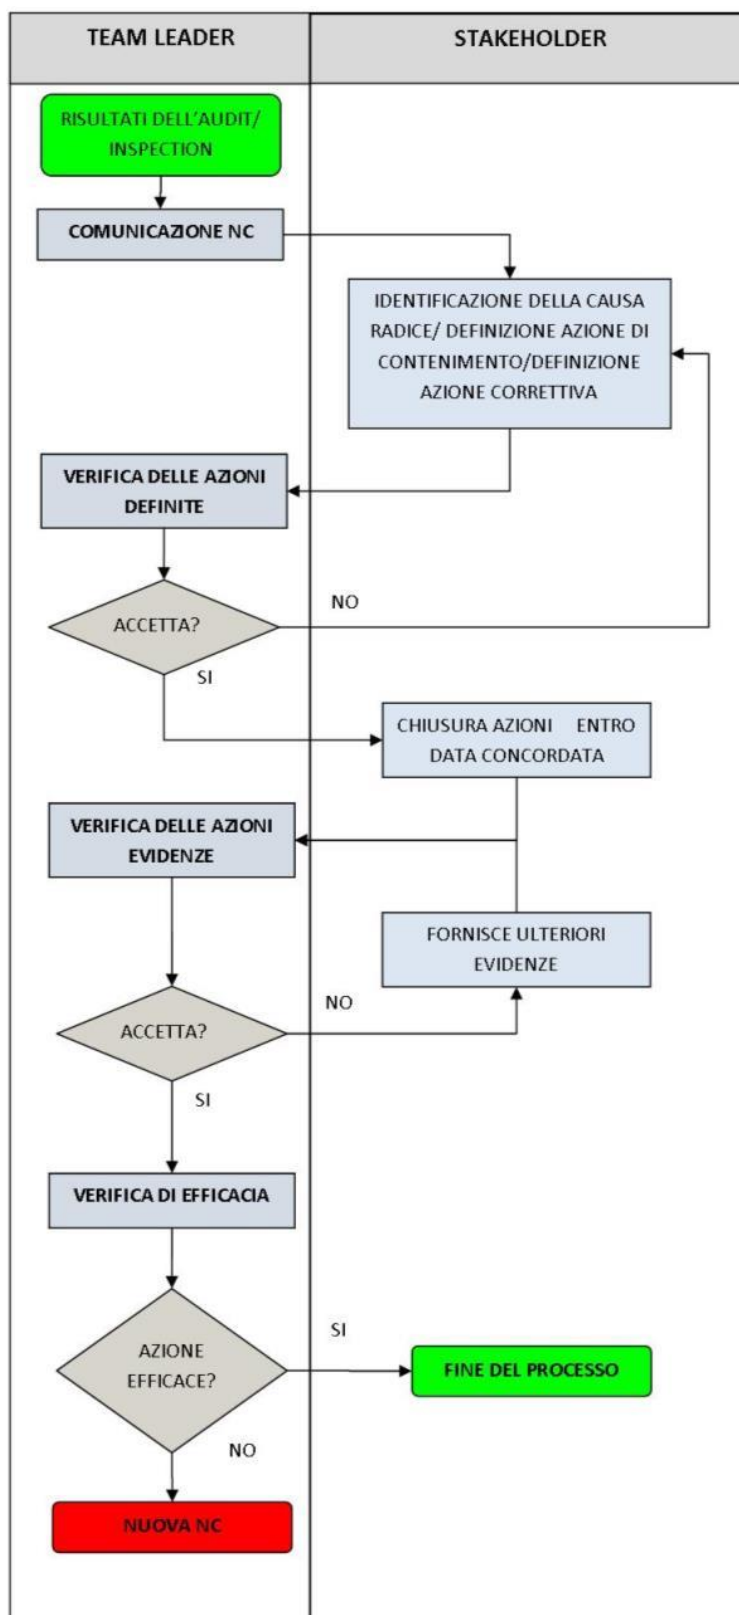 TEAM LEADER
STAKEHOLDER
RISULTATI DELL'AUDIT/
INSPECTION
COMUNICAZIONE NC
IDENTIFICAZIONE DELLA CAUSA
RADICE/ DEFINIZIONE AZIONE DI
CONTENIMENTO/DEFINIZIONE
AZIONE CORRETTIVA
VERIFICA DELLE AZIONI
DEFINITE
ACCETTA?
NO
SI
CHIUSURA AZIONI ENTRO
DATA CONCORDATA
VERIFICA DELLE AZIONI
EVIDENZE
FORNISCE ULTERIORI
EVIDENZE
ACCETTA?
NO
SI
VERIFICA DI EFFICACIA
AZIONE
EFFICACE?
SI
FINE DEL PROCESSO
NO
NUOVA NC